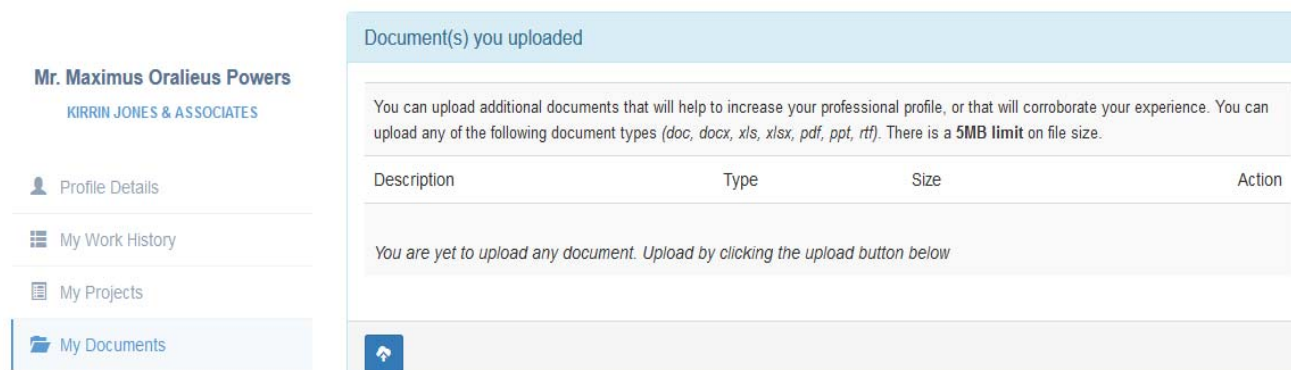 Mr. Maximus Oralieus Powers
KIRRIN JONES & ASSOCIATES
Profile Details
My Work History
My Projects
My Documents
Document(s) you uploaded
You can upload additional documents that will help to increase your professional profile, or that will corroborate your experience. You can
upload any of the following document types (doc, docx, xls, xlsx, pdf, ppt, rtf). There is a 5MB limit on file size.
Description Type Size Action
You are yet to upload any document. Upload by clicking the upload button below